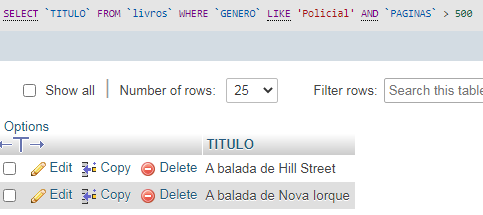 SELECT `TITULO` FROM `livros` WHERE `GENERO` LIKE 'Policial' AND `PAGINAS` > 500
Show all Number of rows: 25 Filter rows: Search this table
Options
←T→ TITULO
Edit Copy Delete A balada de Hill Street
Edit Copy Delete A balada de Nova Iorque